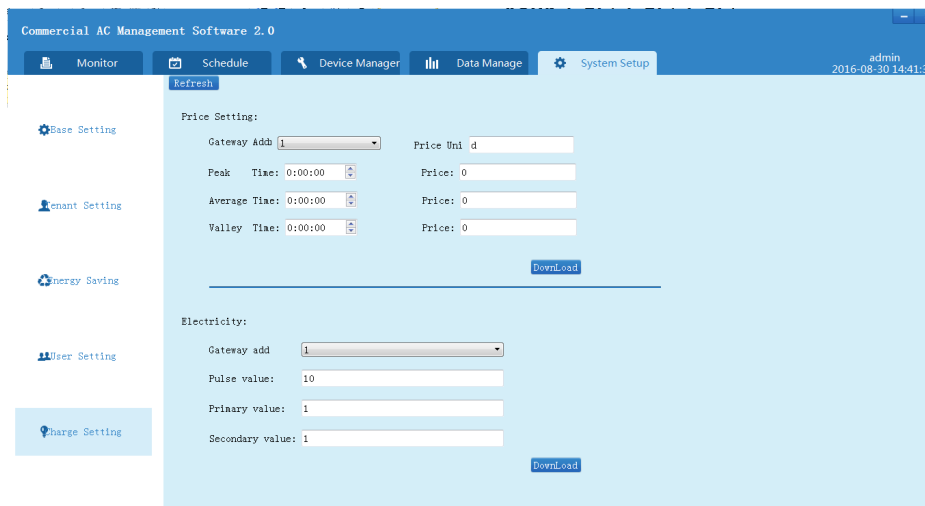 Commercial AC Management Software 2.0
Monitor Schedule Device Manager Data Manage System Setup
admin
2016-08-30 14:41:3
Refresh
Base Setting
Tenant Setting
Energy Saving
User Setting
Charge Setting
Price Setting:
Gateway Add 1 Price Uni d
Peak Time: 0:00:00 Price: 0
Average Time: 0:00:00 Price: 0
Valley Time: 0:00:00 Price: 0
DownLoad
Electricity:
Gateway add 1
Pulse value: 10
Primary value: 1
Secondary value: 1
DownLoad